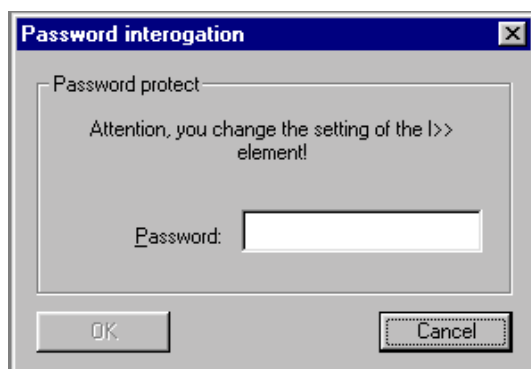 Password interogation
Password protect
Attention, you change the setting of the I>>
element!
Password:
OK
Cancel